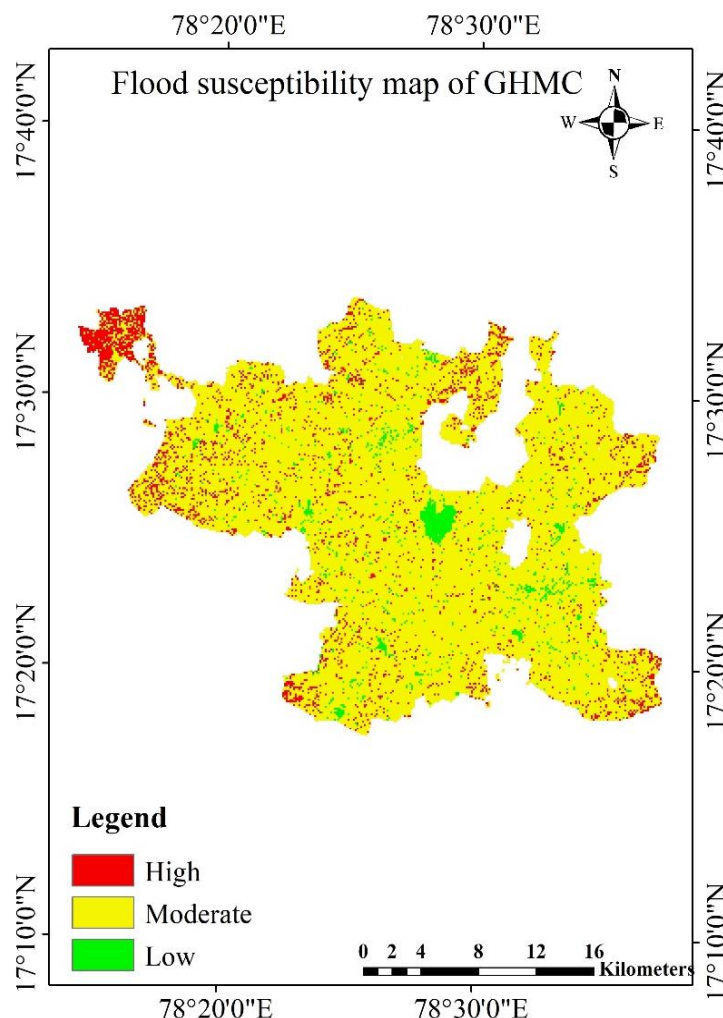 78°20'0"E 78°30'0"E
Flood susceptibility map of GHMC
N
W E
S
17°40'0"N 17°40'0"N
17°30'0"N 17°30'0"N
17°20'0"N 17°20'0"N
Legend
High
Moderate
Low
17°10'0"N 17°10'0"N
0 2 4 8 12 16
Kilometers
78°20'0"E 78°30'0"E